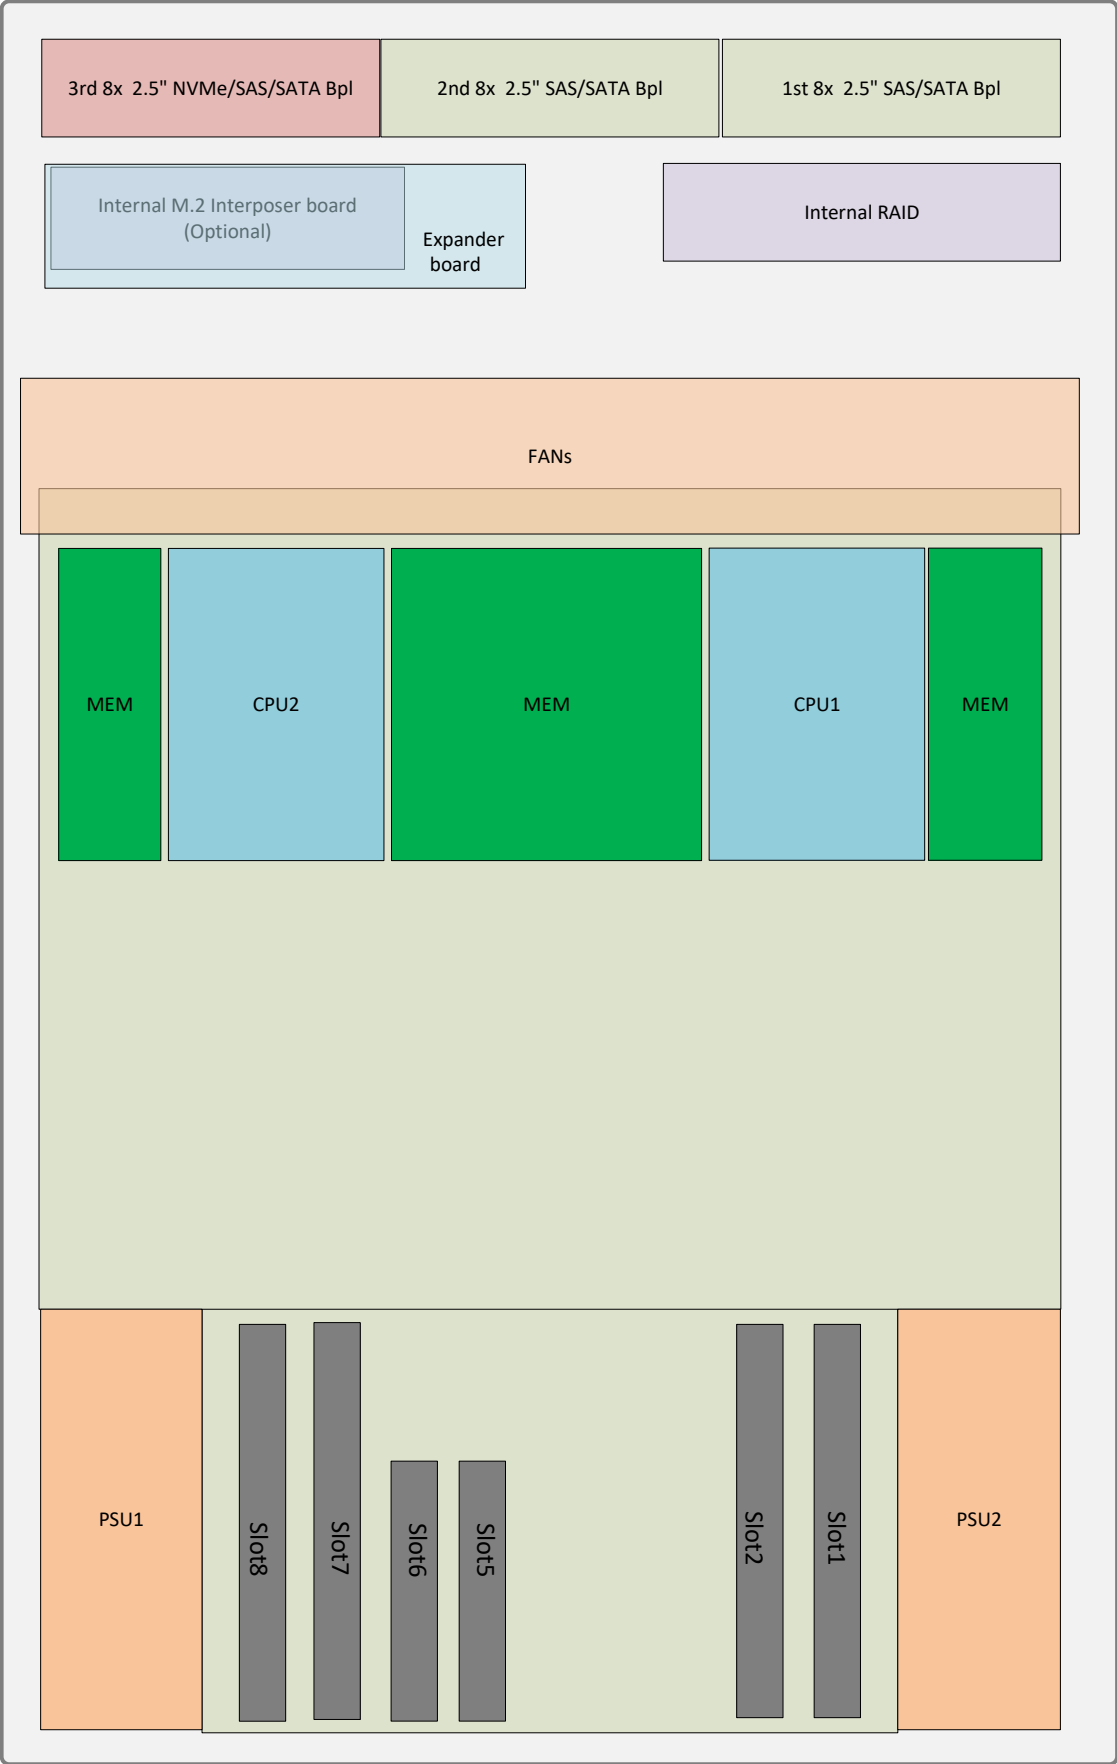 3rd 8x  2.5" NVMe/SAS/SATA Bpl
2nd 8x  2.5" SAS/SATA Bpl
1st 8x  2.5" SAS/SATA Bpl
Internal M.2 Interposer board
(Optional)
Expander
board
Internal RAID
FANs
MEM
CPU2
MEM
CPU1
MEM
PSU1
Slot8
Slot7
Slot6
Slot5
Slot2
Slot1
PSU2